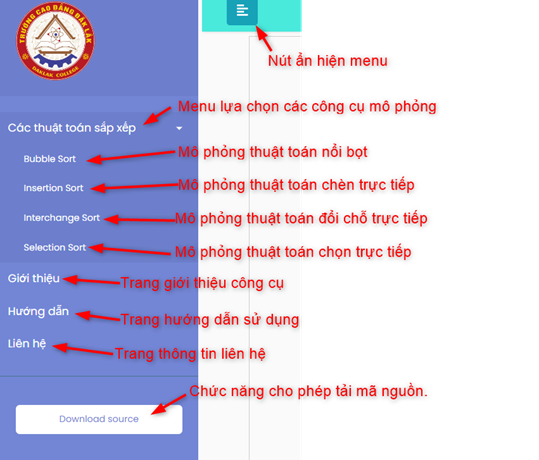 TRƯỜNG CAO ĐẲNG ĐẮK LẮK
DAKLAK COLLEGE
Nút ẩn hiện menu
Menu lựa chọn các công cụ mô phỏng
Các thuật toán sắp xếp
Bubble Sort
Mô phỏng thuật toán nổi bọt
Insertion Sort
Mô phỏng thuật toán chèn trực tiếp
Interchange Sort
Mô phỏng thuật toán đổi chỗ trực tiếp
Selection Sort
Mô phỏng thuật toán chọn trực tiếp
Giới thiệu
Trang giới thiệu công cụ
Hướng dẫn
Trang hướng dẫn sử dụng
Liên hệ
Trang thông tin liên hệ
Chức năng cho phép tải mã nguồn.
Download source